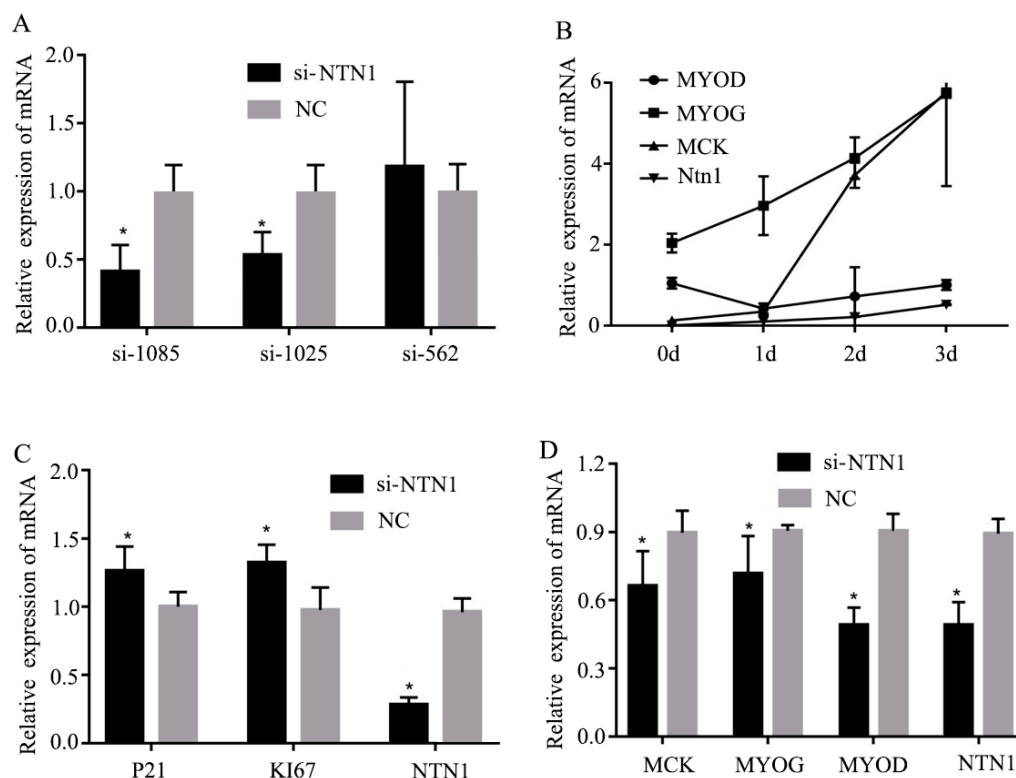 A
Relative expression of mRNA
2.0
1.5
1.0
0.5
0.0
si-NTN1
NC
*
*
si-1085
si-1025
si-562
B
Relative expression of mRNA
6
4
2
0
MYOD
MYOG
MCK
Ntn1
0d
1d
2d
3d
C
Relative expression of mRNA
2.0
1.5
1.0
0.5
0.0
si-NTN1
NC
*
*
*
P21
KI67
NTN1
D
Relative expression of mRNA
1.2
0.9
0.6
0.3
0.0
si-NTN1
NC
*
*
*
*
MCK
MYOG
MYOD
NTN1